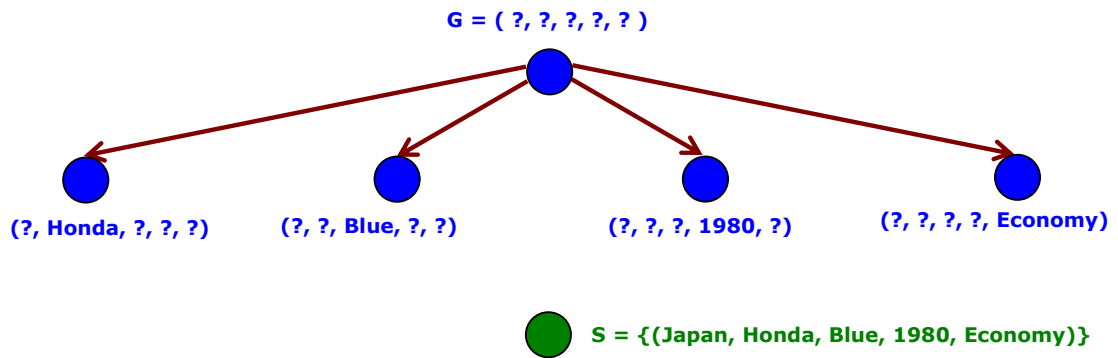 G = ( ?, ?, ?, ?, ? )
(?, Honda, ?, ?, ?)
(?, ?, Blue, ?, ?)
(?, ?, ?, 1980, ?)
(?, ?, ?, ?, Economy)
S = {(Japan, Honda, Blue, 1980, Economy)}